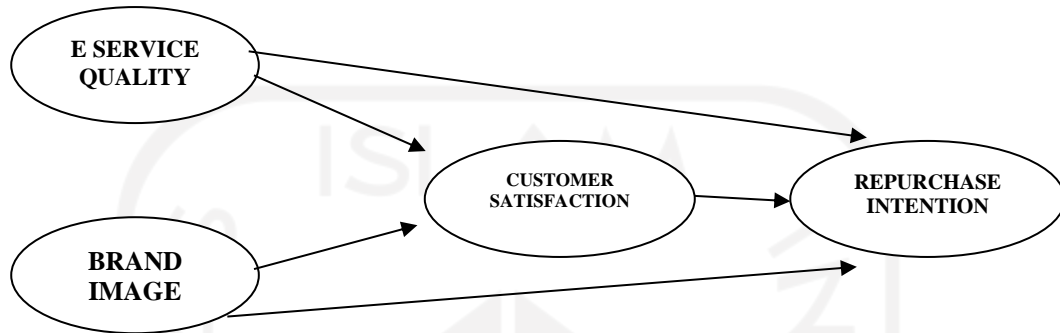 E SERVICE
QUALITY
CUSTOMER
SATISFACTION
REPURCHASE
INTENTION
BRAND
IMAGE